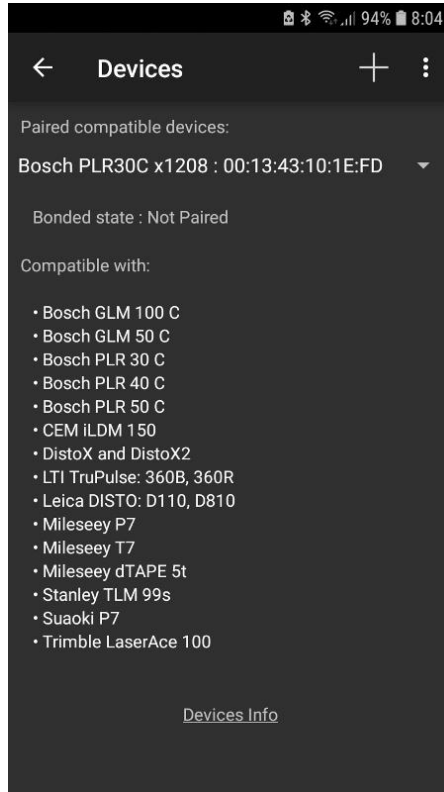 94% 8:04
Devices
Paired compatible devices:
Bosch PLR30C x1208 : 00:13:43:10:1E:FD
Bonded state : Not Paired
Compatible with:
• Bosch GLM 100 C
• Bosch GLM 50 C
• Bosch PLR 30 C
• Bosch PLR 40 C
• Bosch PLR 50 C
• CEM iLDM 150
• DistoX and DistoX2
• LTI TruPulse: 360B, 360R
• Leica DISTO: D110, D810
• Mileseey P7
• Mileseey T7
• Mileseey dTAPE 5t
• Stanley TLM 99s
• Suaoki P7
• Trimble LaserAce 100
Devices Info